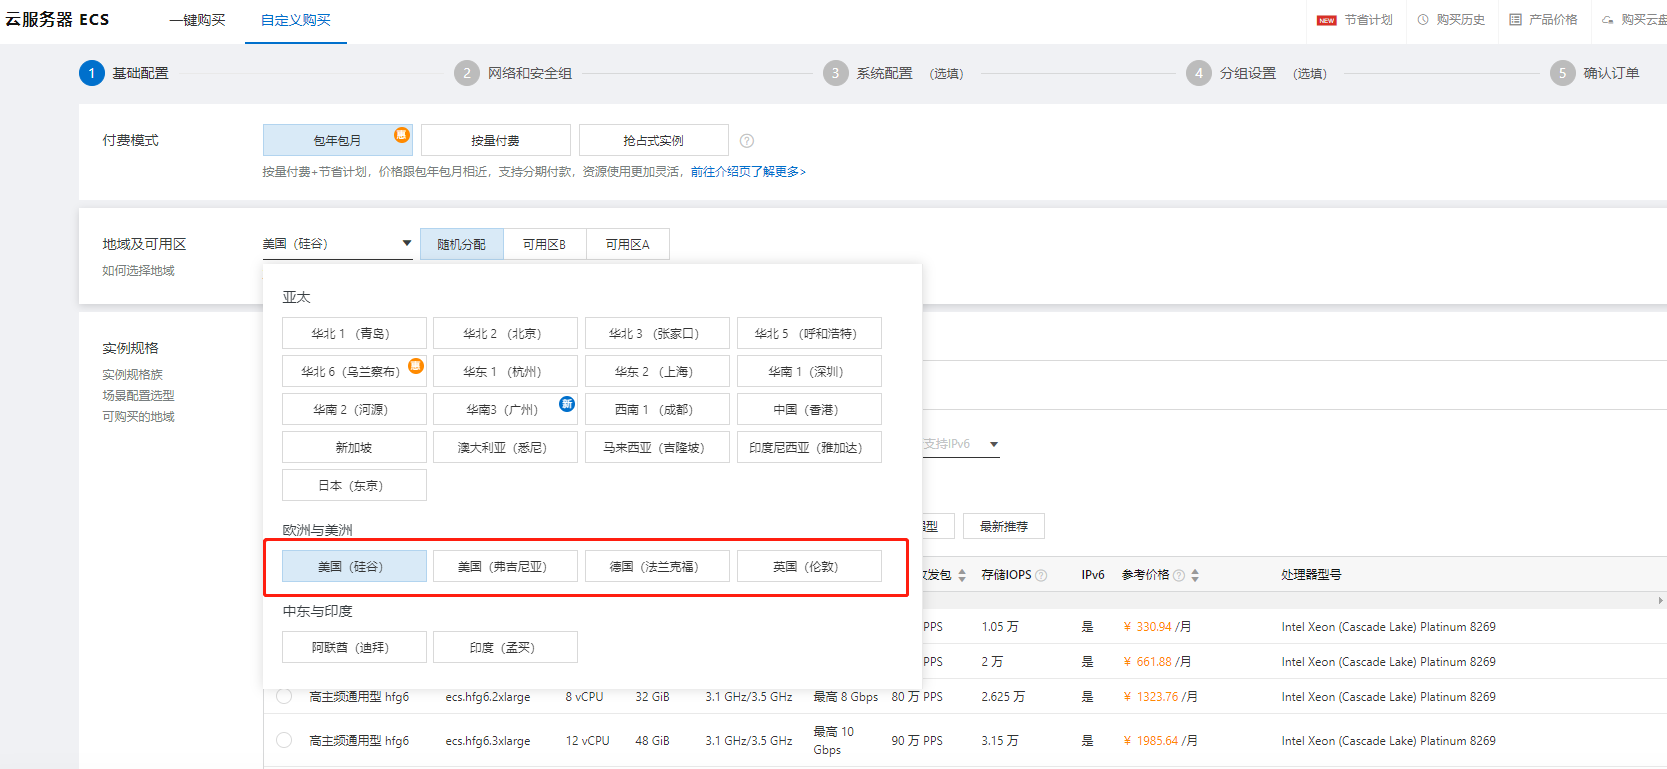 云服务器 ECS 一键购买 自定义购买 NEW 节省计划 购买历史 产品价格 购买云盘
1 基础配置 2 网络和安全组 3 系统配置 (选填) 4 分组设置 (选填) 5 确认订单
付费模式 包年包月 惠 按量付费 抢占式实例 ?
按量付费+节省计划，价格跟包年包月相近，支持分期付款，资源使用更加灵活，前往介绍页了解更多>
地域及可用区 美国（硅谷） 随机分配 可用区B 可用区A
如何选择地域
亚太
华北 1 （青岛） 华北 2 （北京） 华北 3 （张家口） 华北 5 （呼和浩特）
实例规格
华北 6（乌兰察布） 惠 华东 1 （杭州） 华东 2 （上海） 华南 1（深圳）
实例规格族
场景配置选型
华南 2（河源） 华南3（广州） 新 西南 1 （成都） 中国（香港）
可购买的地域
新加坡 澳大利亚（悉尼） 马来西亚（吉隆坡） 印度尼西亚（雅加达） 支持IPv6
日本（东京）
欧洲与美洲 型 最新推荐
美国（硅谷） 美国（弗吉尼亚） 德国（法兰克福） 英国（伦敦）
发包 存储IOPS ? IPv6 参考价格 ? 处理器型号
中东与印度
PPS 1.05 万 是 ¥ 330.94 /月 Intel Xeon (Cascade Lake) Platinum 8269
阿联酋（迪拜） 印度（孟买）
PPS 2 万 是 ¥ 661.88 /月 Intel Xeon (Cascade Lake) Platinum 8269
高主频通用型 hfg6 ecs.hfg6.2xlarge 8 vCPU 32 GiB 3.1 GHz/3.5 GHz 最高 8 Gbps 80 万 PPS 2.625 万 是 ¥ 1323.76 /月 Intel Xeon (Cascade Lake) Platinum 8269
高主频通用型 hfg6 ecs.hfg6.3xlarge 12 vCPU 48 GiB 3.1 GHz/3.5 GHz 最高 10 Gbps 90 万 PPS 3.15 万 是 ¥ 1985.64 /月 Intel Xeon (Cascade Lake) Platinum 8269